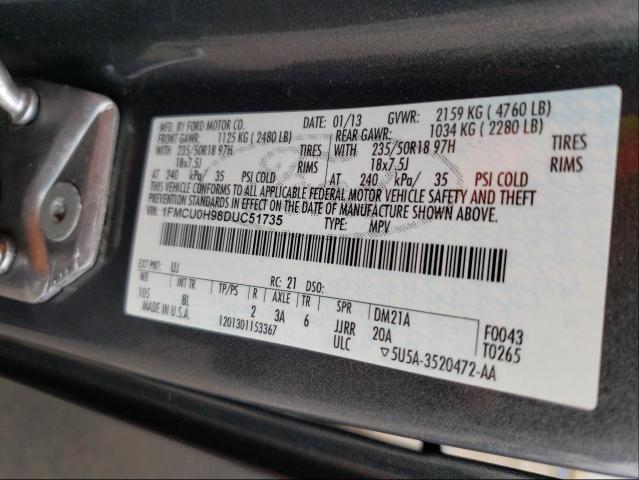 MFD. BY FORD MOTOR CO.
DATE: 01/13 GVWR: 2159 KG ( 4760 LB)
FRONT GAWR: 1125 KG ( 2480 LB) REAR GAWR: 1034 KG ( 2280 LB)
WITH 235/50R18 97H TIRES WITH 235/50R18 97H TIRES
18x7.5J RIMS 18x7.5J RIMS
AT 240 kPa/ 35 PSI COLD AT 240 kPa/ 35 PSI COLD
THIS VEHICLE CONFORMS TO ALL APPLICABLE FEDERAL MOTOR VEHICLE SAFETY AND THEFT PREVENTION
STANDARDS IN EFFECT ON THE DATE OF MANUFACTURE SHOWN ABOVE.
VIN: 1FMCU0H98DUC51735 TYPE: MPV
EXT PNT: UJ RC: 21 DSO:
WB TP/PS R AXLE TR SPR DM21A F0043
105 BL 2 3A 6 JJRR 20A T0265
MADE IN U.S.A. 1201301153367 ULC ▽5U5A-3520472-AA